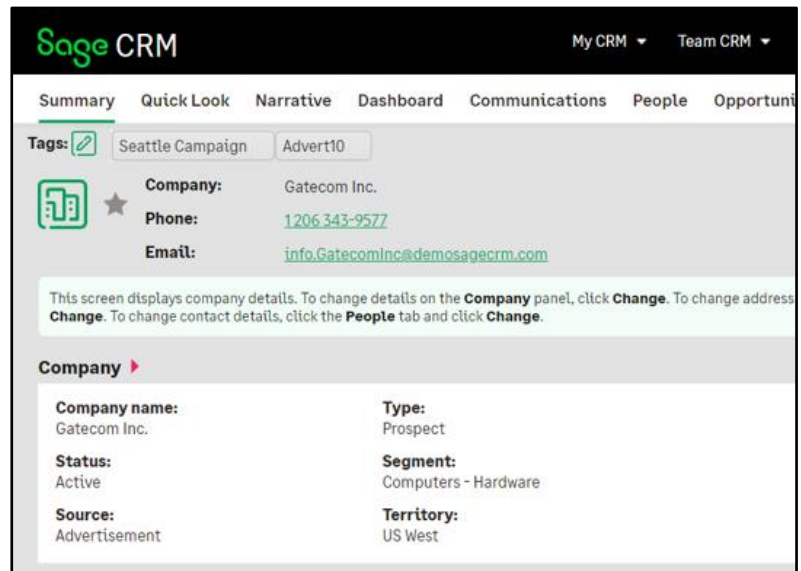 Sage CRM My CRM Team CRM
Summary Quick Look Narrative Dashboard Communications People Opportuni
Tags: Seattle Campaign Advert10
Company: Gatecom Inc.
Phone: 1 206 343-9577
Email: info.GatecomInc@demosagecrm.com
This screen displays company details. To change details on the Company panel, click Change. To change address
Change. To change contact details, click the People tab and click Change.
Company
Company name: Type:
Gatecom Inc. Prospect
Status: Segment:
Active Computers - Hardware
Source: Territory:
Advertisement US West